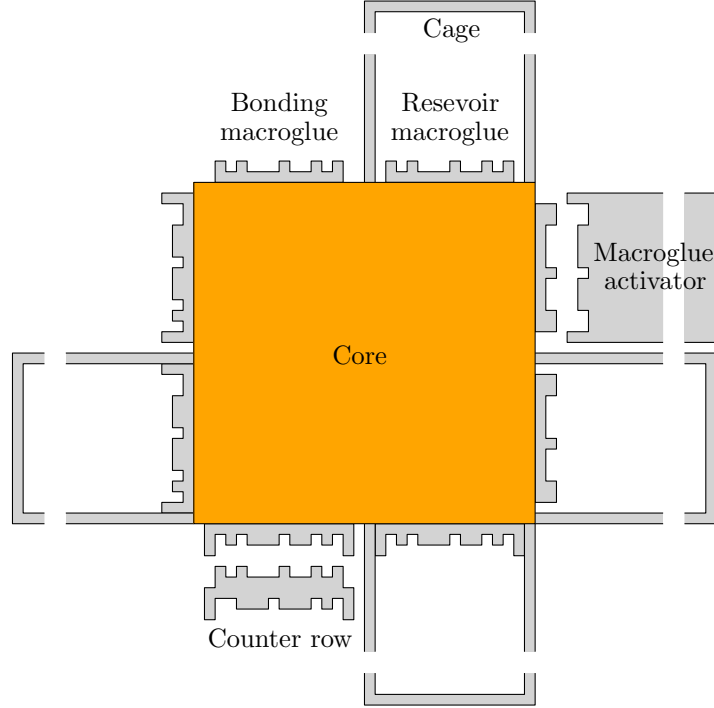 Cage
Bonding
macroglue
Resevoir
macroglue
Macroglue
activator
Core
Counter row